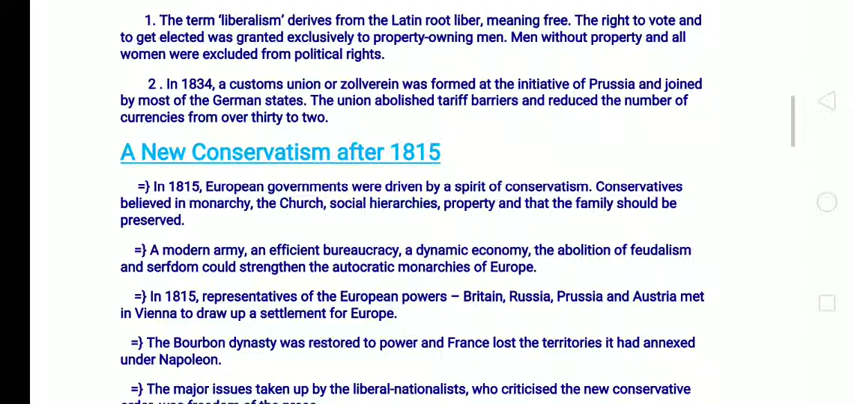 1. The term ‘liberalism’ derives from the Latin root liber, meaning free. The right to vote and
to get elected was granted exclusively to property-owning men. Men without property and all
women were excluded from political rights.
2 . In 1834, a customs union or zollverein was formed at the initiative of Prussia and joined
by most of the German states. The union abolished tariff barriers and reduced the number of
currencies from over thirty to two.
A New Conservatism after 1815
=} In 1815, European governments were driven by a spirit of conservatism. Conservatives
believed in monarchy, the Church, social hierarchies, property and that the family should be
preserved.
=} A modern army, an efficient bureaucracy, a dynamic economy, the abolition of feudalism
and serfdom could strengthen the autocratic monarchies of Europe.
=} In 1815, representatives of the European powers – Britain, Russia, Prussia and Austria met
in Vienna to draw up a settlement for Europe.
=} The Bourbon dynasty was restored to power and France lost the territories it had annexed
under Napoleon.
=} The major issues taken up by the liberal-nationalists, who criticised the new conservative
order, was freedom of the press